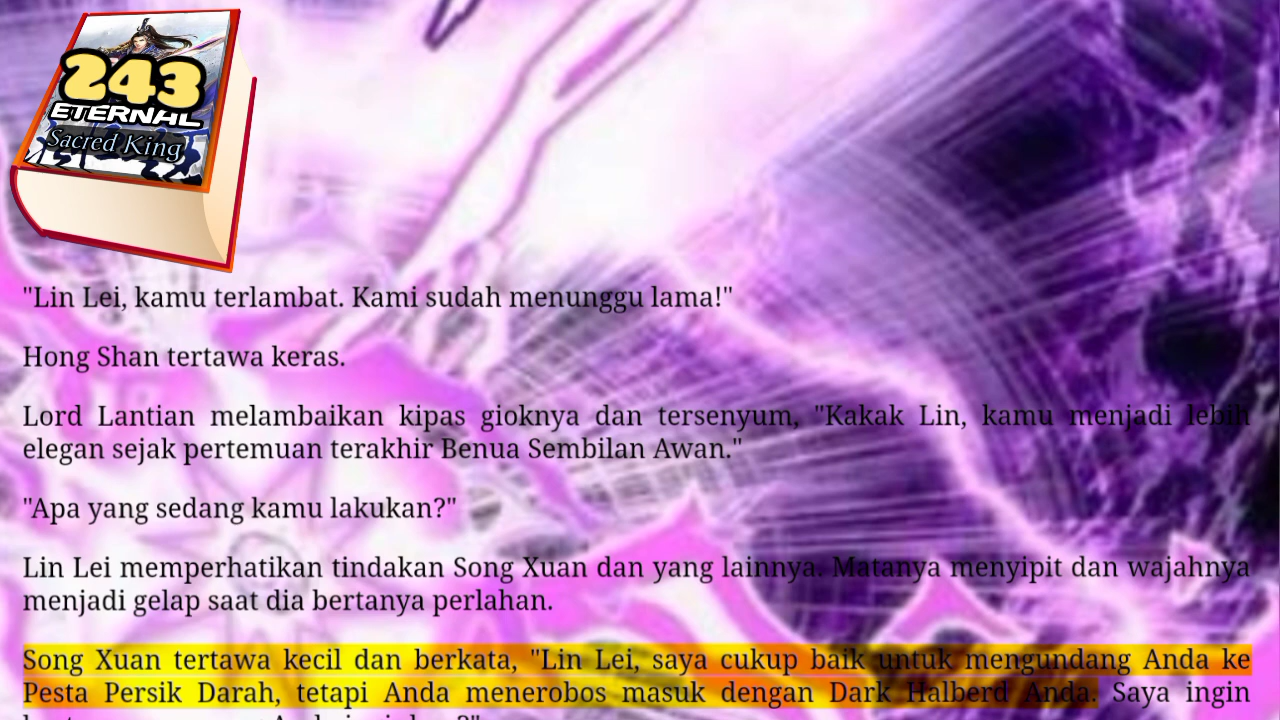 243
ETERNAL
Sacred King
"Lin Lei, kamu terlambat. Kami sudah menunggu lama!"
Hong Shan tertawa keras.
Lord Lantian melambaikan kipas gioknya dan tersenyum, "Kakak Lin, kamu menjadi lebih
elegan sejak pertemuan terakhir Benua Sembilan Awan."
"Apa yang sedang kamu lakukan?"
Lin Lei memperhatikan tindakan Song Xuan dan yang lainnya. Matanya menyipit dan wajahnya
menjadi gelap saat dia bertanya perlahan.
Song Xuan tertawa kecil dan berkata, "Lin Lei, saya cukup baik untuk mengundang Anda ke
Pesta Persik Darah, tetapi Anda menerobos masuk dengan Dark Halberd Anda. Saya ingin